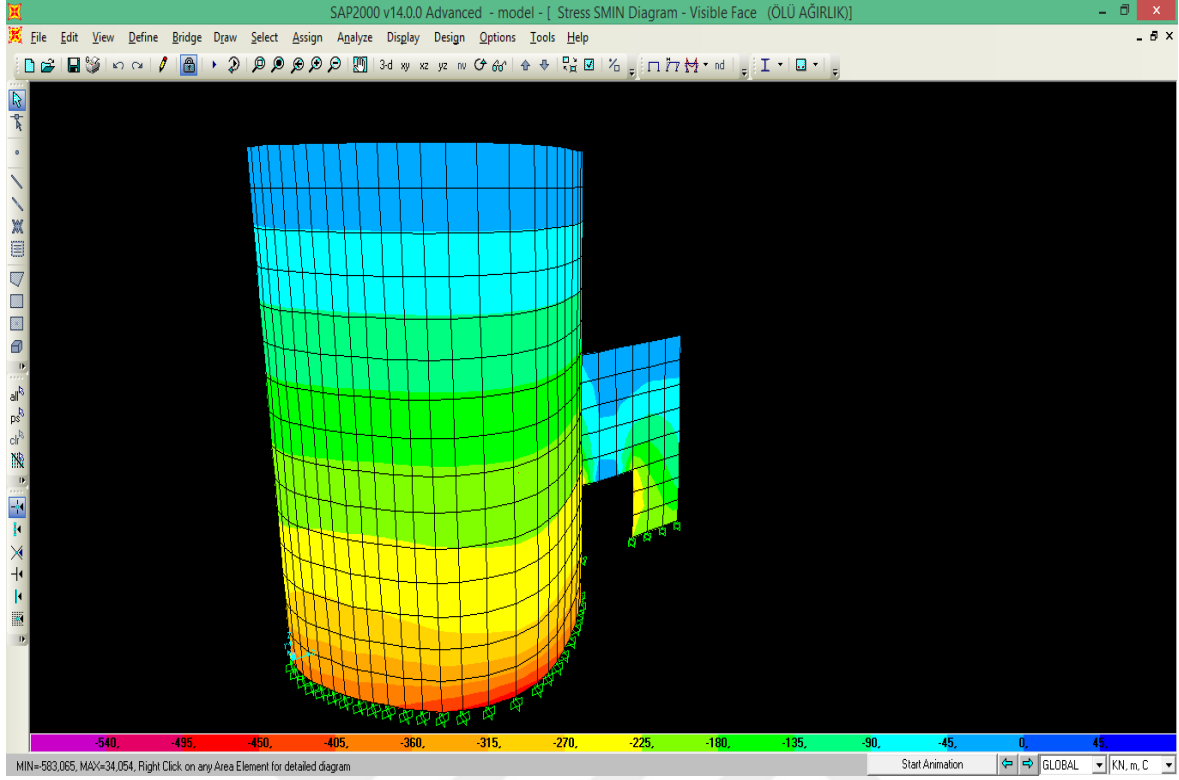 SAP2000 v14.0.0 Advanced - model - [ Stress SMIN Diagram - Visible Face (ÖLÜ AĞIRLIK)]
File Edit View Define Bridge Draw Select Assign Analyze Display Design Options Tools Help
3-d xy xz yz nv nd
all
ps
clr
-540, -495, -450, -405, -360, -315, -270, -225, -180, -135, -90, -45, 0, 45,
MIN=-583,065, MAX=34,054, Right Click on any Area Element for detailed diagram Start Animation GLOBAL KN, m, C